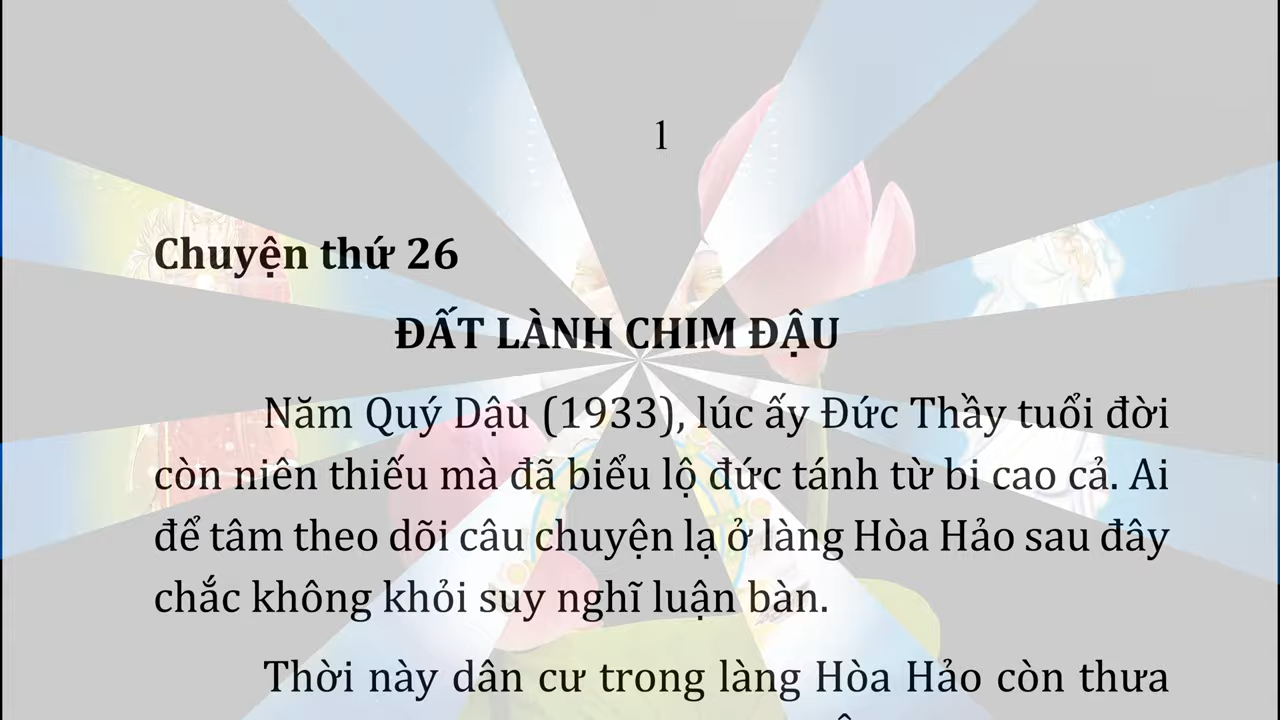 1
Chuyện thứ 26
ĐẤT LÀNH CHIM ĐẬU
Năm Quý Dậu (1933), lúc ấy Đức Thầy tuổi đời
còn niên thiếu mà đã biểu lộ đức tánh từ bi cao cả. Ai
để tâm theo dõi câu chuyện lạ ở làng Hòa Hảo sau đây
chắc không khỏi suy nghĩ luận bàn.
Thời này dân cư trong làng Hòa Hảo còn thưa